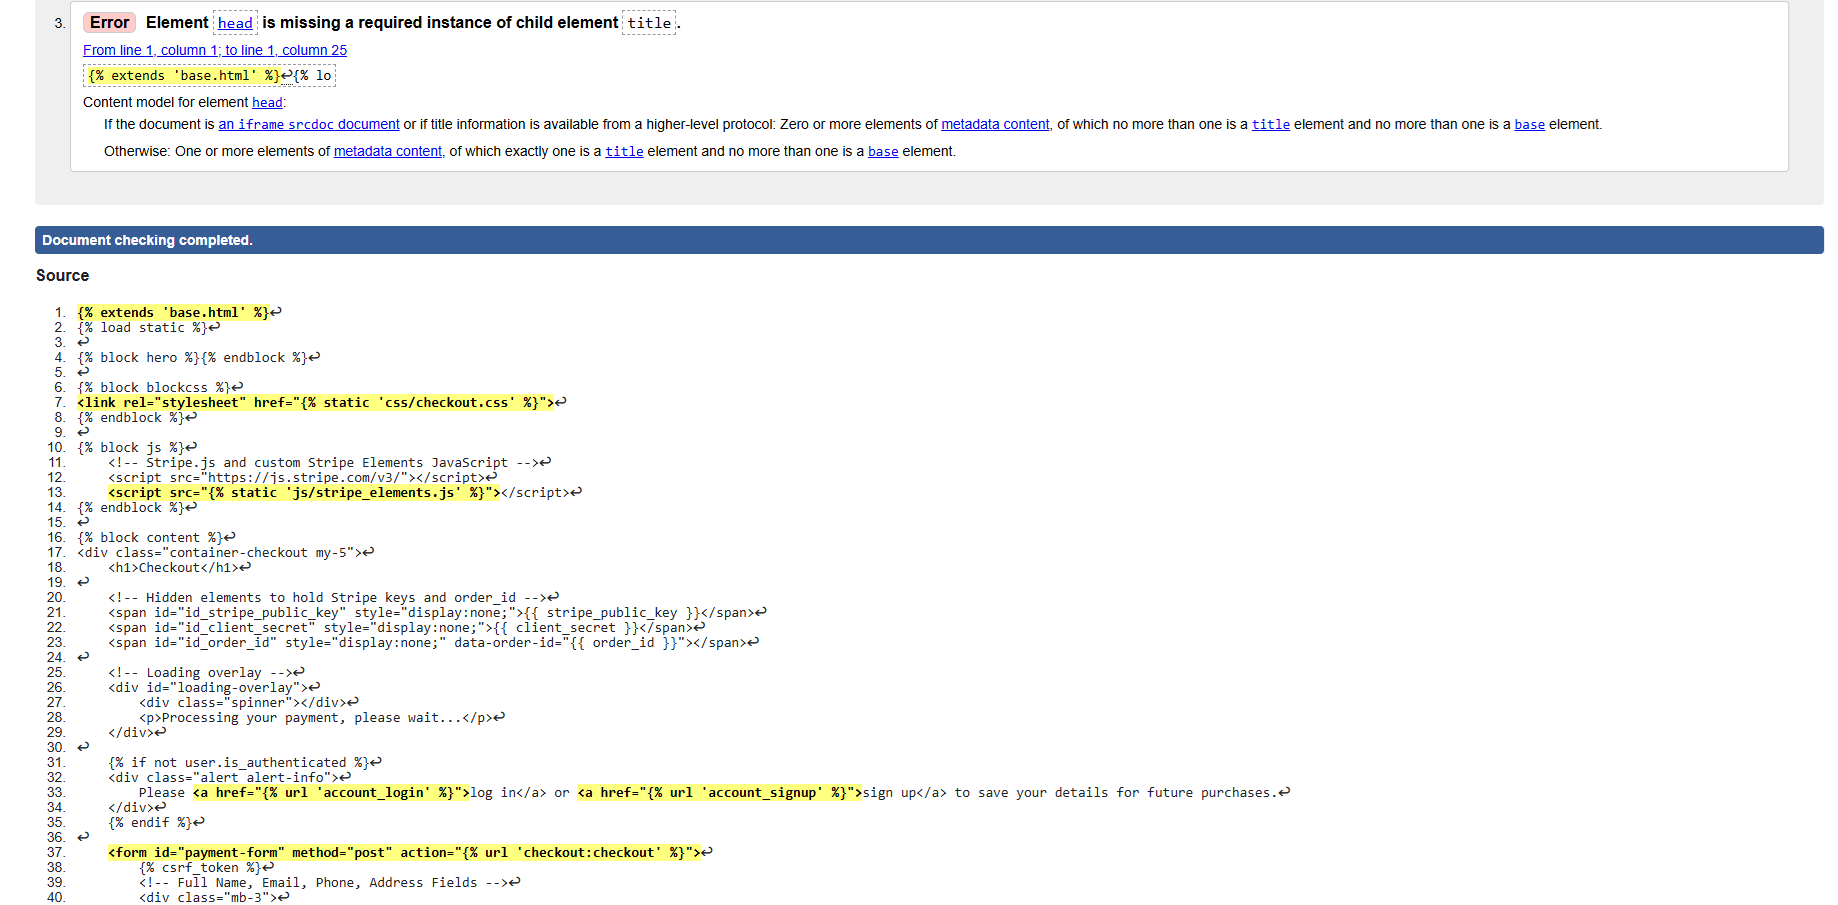 3. Error Element head is missing a required instance of child element title.
From line 1, column 1; to line 1, column 25
{% extends 'base.html' %}↩{% lo
Content model for element head:
If the document is an iframe srcdoc document or if title information is available from a higher-level protocol: Zero or more elements of metadata content, of which no more than one is a title element and no more than one is a base element.
Otherwise: One or more elements of metadata content, of which exactly one is a title element and no more than one is a base element.
Document checking completed.
Source
1. {% extends 'base.html' %}↩
2. {% load static %}↩
3. ↩
4. {% block hero %}{% endblock %}↩
5. ↩
6. {% block blockcss %}↩
7. <link rel="stylesheet" href="{% static 'css/checkout.css' %}">↩
8. {% endblock %}↩
9. ↩
10. {% block js %}↩
11.     <!-- Stripe.js and custom Stripe Elements JavaScript -->↩
12.     <script src="https://js.stripe.com/v3/"></script>↩
13.     <script src="{% static 'js/stripe_elements.js' %}"></script>↩
14. {% endblock %}↩
15. ↩
16. {% block content %}↩
17. <div class="container-checkout my-5">↩
18.     <h1>Checkout</h1>↩
19. ↩
20.     <!-- Hidden elements to hold Stripe keys and order_id -->↩
21.     <span id="id_stripe_public_key" style="display:none;">{{ stripe_public_key }}</span>↩
22.     <span id="id_client_secret" style="display:none;">{{ client_secret }}</span>↩
23.     <span id="id_order_id" style="display:none;" data-order-id="{{ order_id }}"></span>↩
24. ↩
25.     <!-- Loading overlay -->↩
26.     <div id="loading-overlay">↩
27.         <div class="spinner"></div>↩
28.         <p>Processing your payment, please wait...</p>↩
29.     </div>↩
30. ↩
31.     {% if not user.is_authenticated %}↩
32.     <div class="alert alert-info">↩
33.         Please <a href="{% url 'account_login' %}">log in</a> or <a href="{% url 'account_signup' %}">sign up</a> to save your details for future purchases.↩
34.     </div>↩
35.     {% endif %}↩
36. ↩
37.     <form id="payment-form" method="post" action="{% url 'checkout:checkout' %}">↩
38.         {% csrf_token %}↩
39.         <!-- Full Name, Email, Phone, Address Fields -->↩
40.         <div class="mb-3">↩